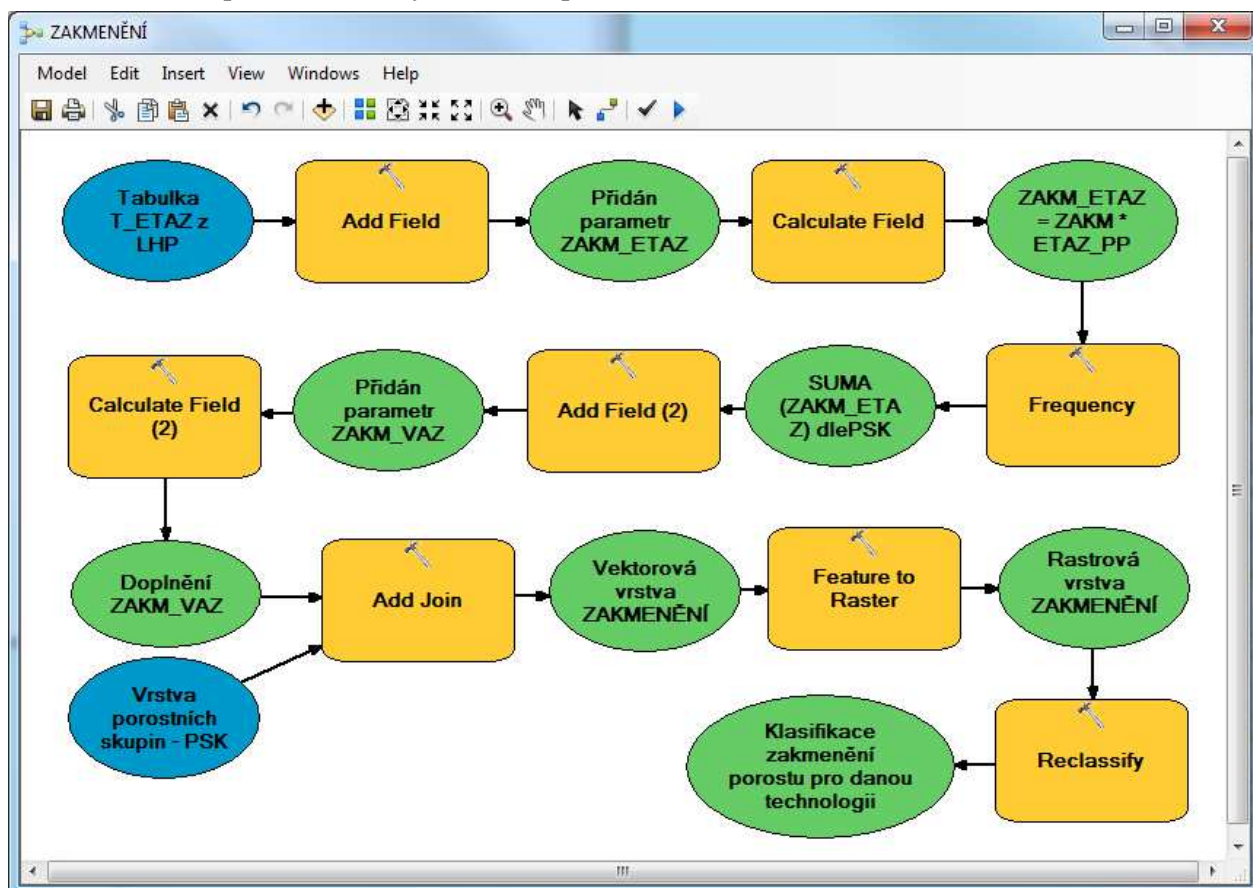 ZAKMENĚNÍ
Model Edit Insert View Windows Help
Tabulka
T_ETAZ z
LHP
Add Field
Přidán
parametr
ZAKM_ETAZ
Calculate Field
ZAKM_ETAZ
= ZAKM *
ETAZ_PP
Frequency
SUMA
(ZAKM_ETA
Z) dlePSK
Add Field (2)
Přidán
parametr
ZAKM_VAZ
Calculate Field
(2)
Doplnění
ZAKM_VAZ
Vrstva
porostních
skupin - PSK
Add Join
Vektorová
vrstva
ZAKMENĚNÍ
Feature to
Raster
Rastrová
vrstva
ZAKMENĚNÍ
Reclassify
Klasifikace
zakmenění
porostu pro danou
technologii